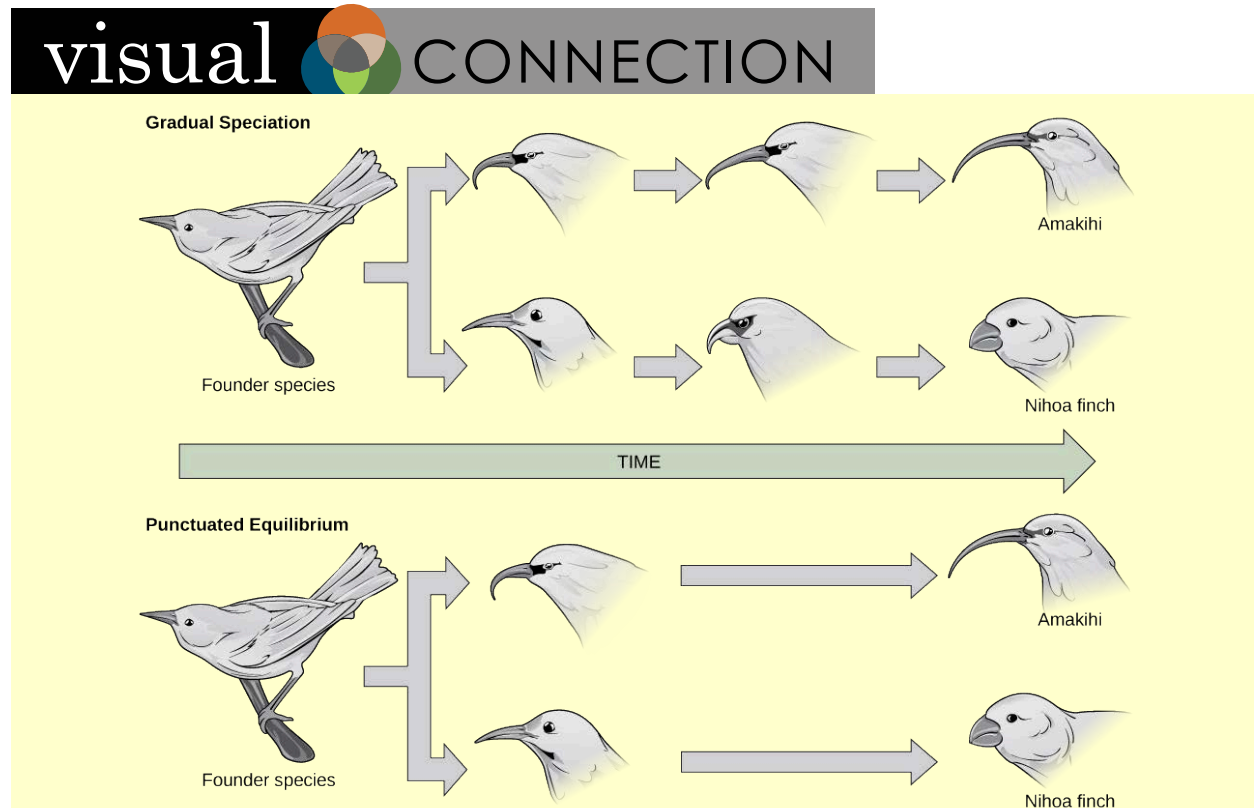 visual CONNECTION
Gradual Speciation
Amakihi
Founder species
Nihoa finch
TIME
Punctuated Equilibrium
Amakihi
Founder species
Nihoa finch